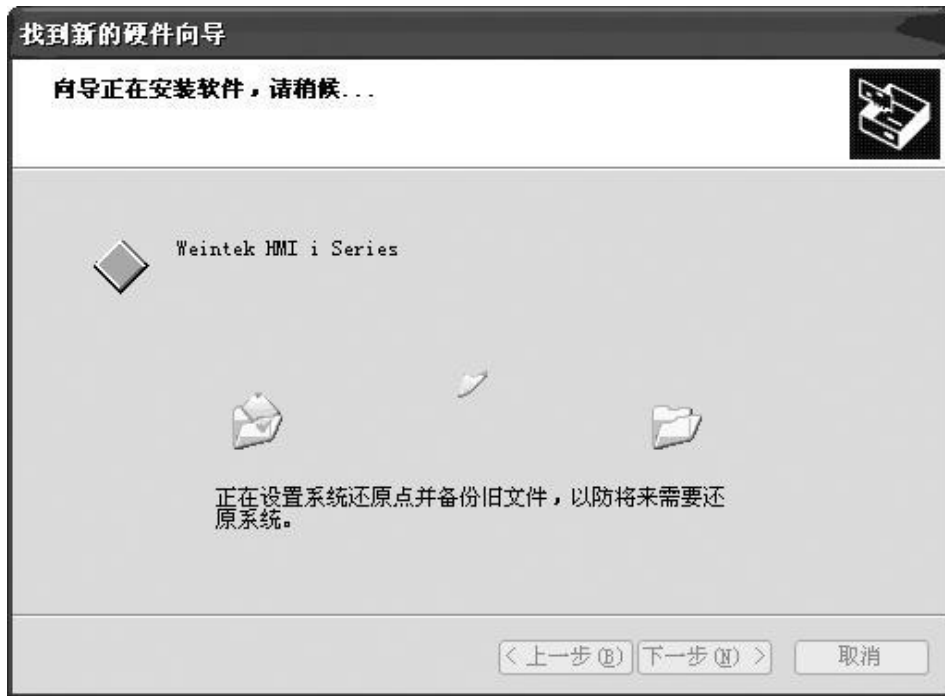 找到新的硬件向导
向导正在安装软件，请稍候...
Weintek HMI i Series
正在设置系统还原点并备份旧文件，以防将来需要还
原系统。
< 上一步(B)
下一步(N) >
取消